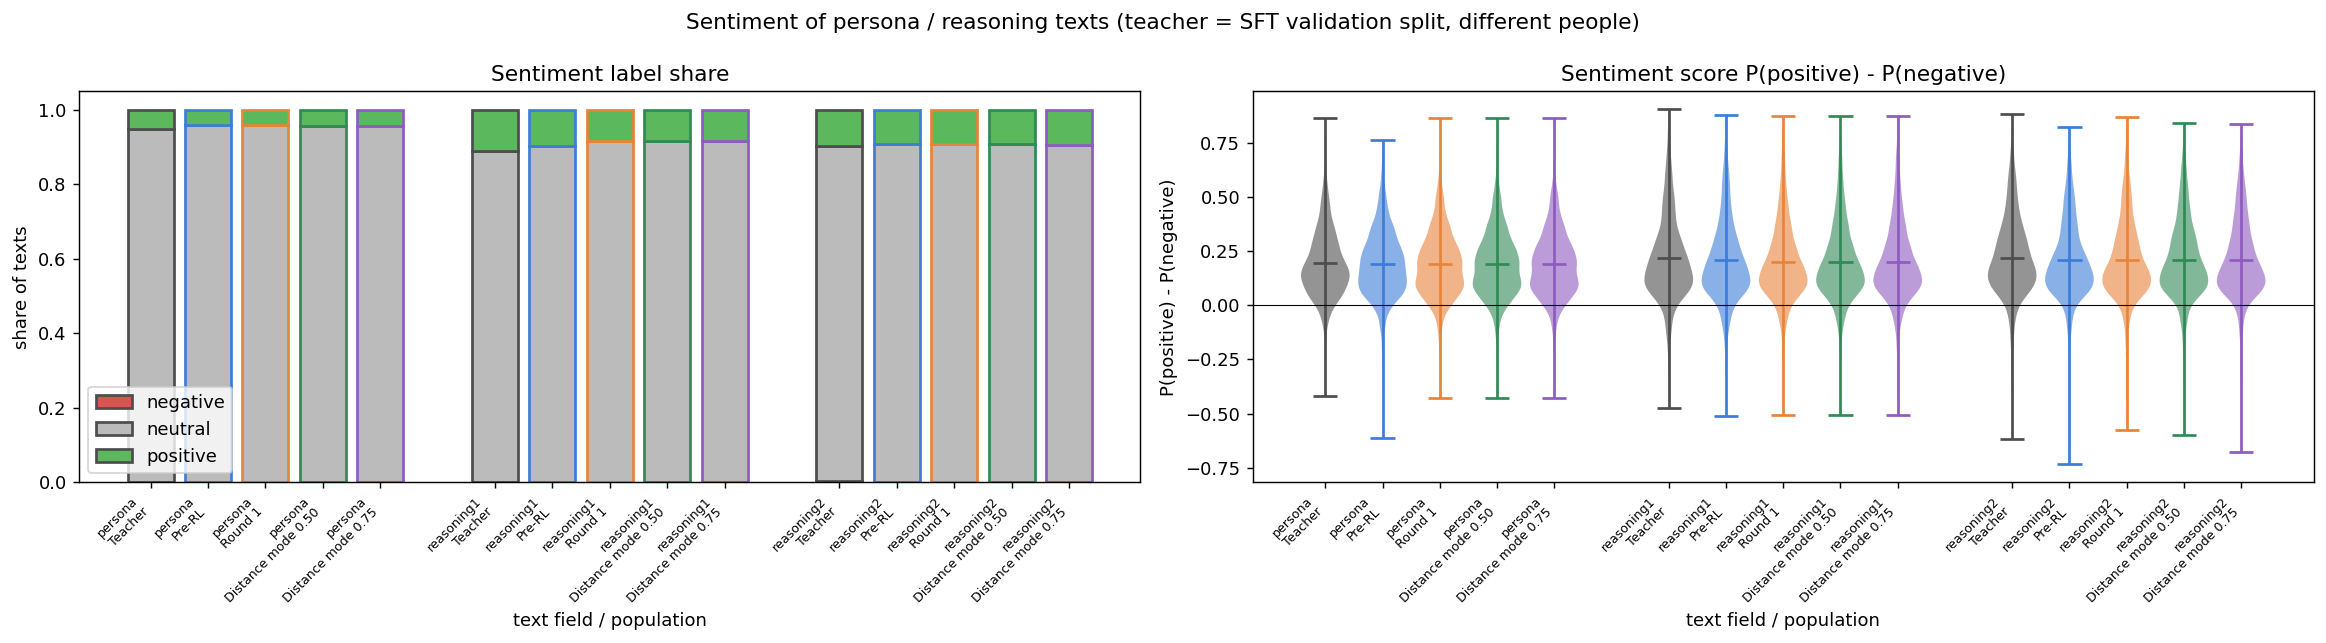 Sentiment of persona / reasoning texts (teacher = SFT validation split, different people)
Sentiment label share
share of texts
1.0
0.8
0.6
0.4
0.2
0.0
negative
neutral
positive
persona
Teacher
persona
Pre-RL
persona
Round 1
persona
Distance mode 0.50
persona
Distance mode 0.75
reasoning1
Teacher
reasoning1
Pre-RL
reasoning1
Round 1
reasoning1
Distance mode 0.50
reasoning1
Distance mode 0.75
reasoning2
Teacher
reasoning2
Pre-RL
reasoning2
Round 1
reasoning2
Distance mode 0.50
reasoning2
Distance mode 0.75
text field / population
Sentiment score P(positive) - P(negative)
P(positive) - P(negative)
0.75
0.50
0.25
0.00
−0.25
−0.50
−0.75
persona
Teacher
persona
Pre-RL
persona
Round 1
persona
Distance mode 0.50
persona
Distance mode 0.75
reasoning1
Teacher
reasoning1
Pre-RL
reasoning1
Round 1
reasoning1
Distance mode 0.50
reasoning1
Distance mode 0.75
reasoning2
Teacher
reasoning2
Pre-RL
reasoning2
Round 1
reasoning2
Distance mode 0.50
reasoning2
Distance mode 0.75
text field / population